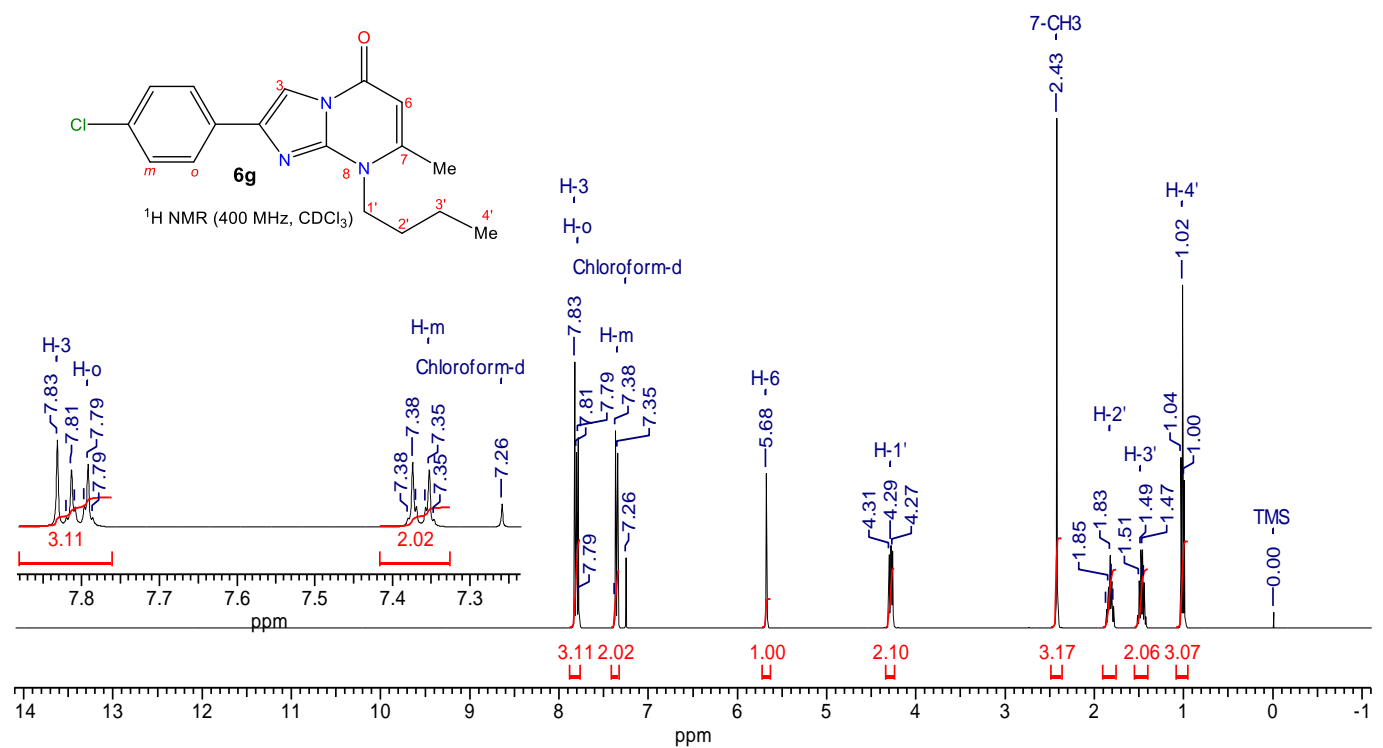 7-CH3
2.43
O
3
N
6
Cl
N
N
7
Me
8
m
o
6g
1'
2'
3'
4'
Me
¹H NMR (400 MHz, CDCl₃)
H-3
H-o
Chloroform-d
7.83
7.81
7.79
7.79
H-m
7.38
7.35
7.26
H-6
5.68
H-1'
4.31
4.29
4.27
H-2'
1.85
1.83
H-3'
1.51
1.49
1.47
H-4'
1.04
1.02
1.00
TMS
0.00
H-3
7.83
H-o
7.81
7.79
7.79
H-m
7.38
7.38
7.35
7.35
Chloroform-d
7.26
3.11
2.02
7.8 7.7 7.6 7.5 7.4 7.3
ppm
3.11 2.02 1.00 2.10 3.17 2.06 3.07
14 13 12 11 10 9 8 7 6 5 4 3 2 1 0 -1
ppm